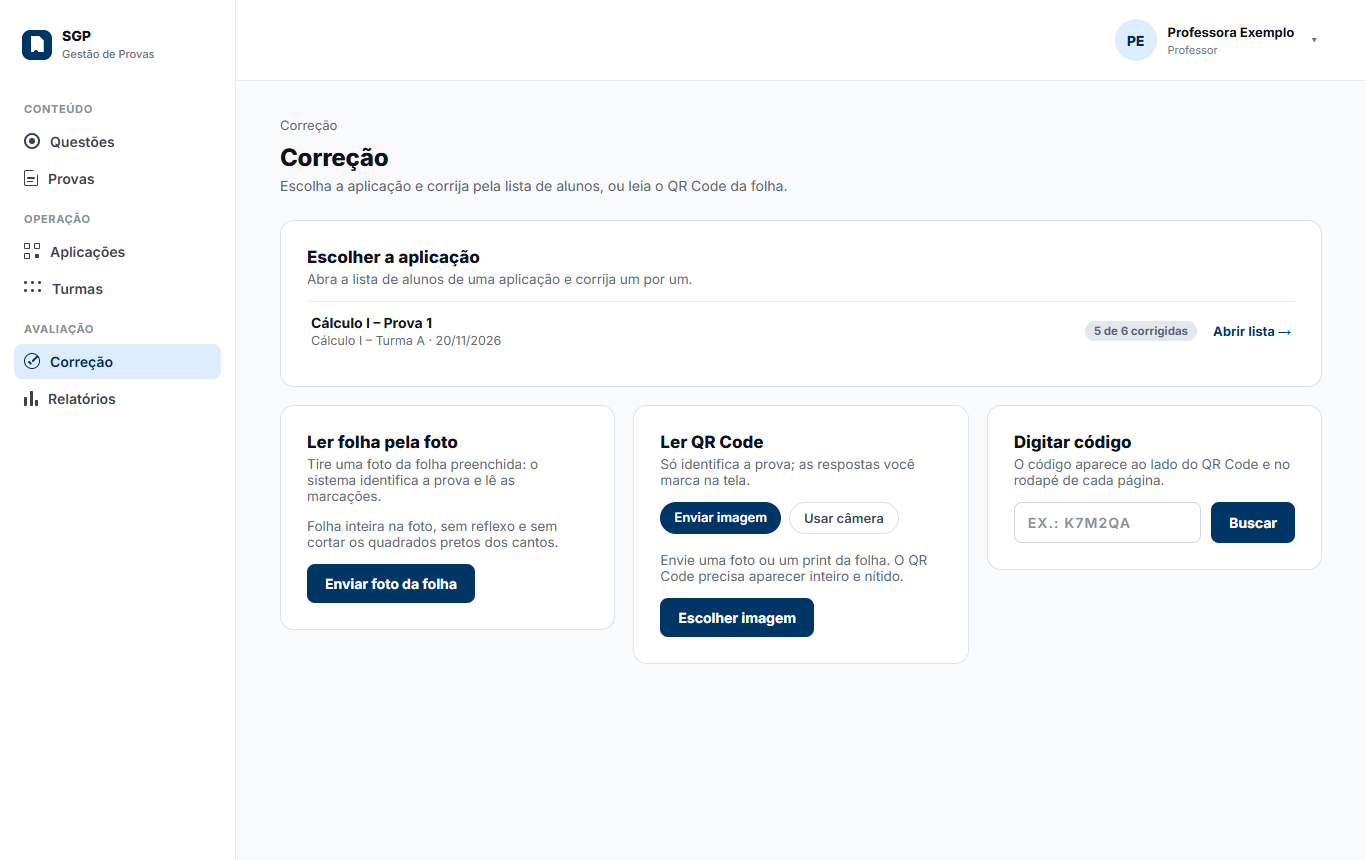 SGP
Gestão de Provas
PE
Professora Exemplo
Professor
CONTEÚDO
Questões
Provas
OPERAÇÃO
Aplicações
Turmas
AVALIAÇÃO
Correção
Relatórios
Correção
Correção
Escolha a aplicação e corrija pela lista de alunos, ou leia o QR Code da folha.
Escolher a aplicação
Abra a lista de alunos de uma aplicação e corrija um por um.
Cálculo I – Prova 1
Cálculo I – Turma A · 20/11/2026
5 de 6 corrigidas
Abrir lista →
Ler folha pela foto
Tire uma foto da folha preenchida: o
sistema identifica a prova e lê as
marcações.
Folha inteira na foto, sem reflexo e sem
cortar os quadrados pretos dos cantos.
Enviar foto da folha
Ler QR Code
Só identifica a prova; as respostas você
marca na tela.
Enviar imagem
Usar câmera
Envie uma foto ou um print da folha. O QR
Code precisa aparecer inteiro e nítido.
Escolher imagem
Digitar código
O código aparece ao lado do QR Code e no
rodapé de cada página.
EX.: K7M2QA
Buscar